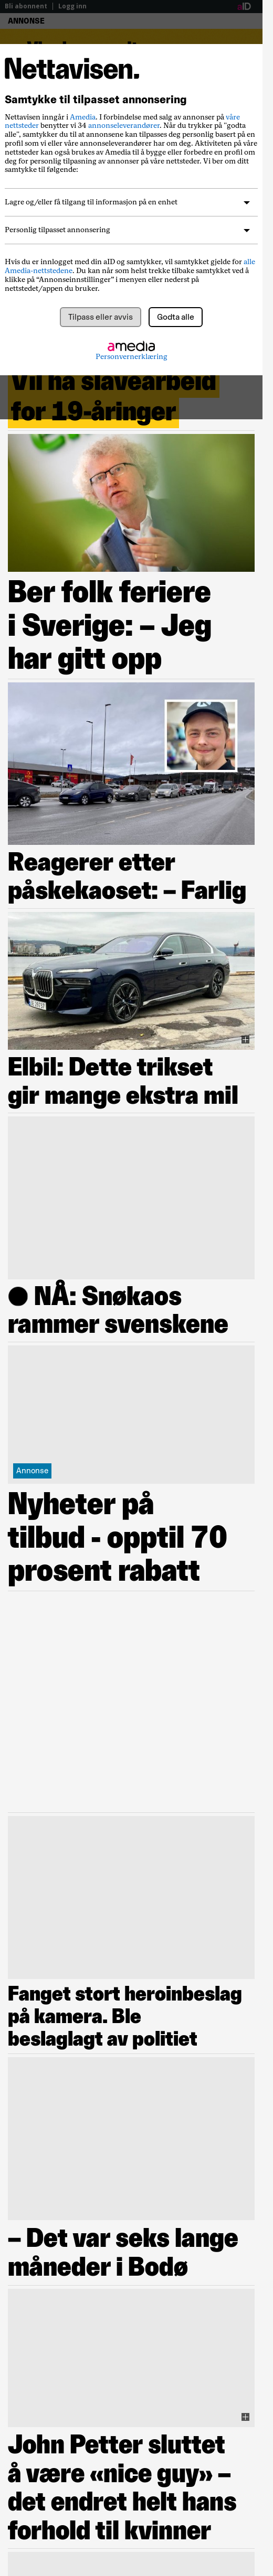 Bli abonnent | Logg inn
aID
ANNONSE
Nettavisen.
Samtykke til tilpasset annonsering
Nettavisen inngår i Amedia. I forbindelse med salg av annonser på våre
nettsteder benytter vi 34 annonseleverandører. Når du trykker på "godta
alle", samtykker du til at annonsene kan tilpasses deg personlig basert på en
profil som vi eller våre annonseleverandører har om deg. Aktiviteten på våre
nettsteder kan også brukes av Amedia til å bygge eller forbedre en profil om
deg for personlig tilpasning av annonser på våre nettsteder. Vi ber om ditt
samtykke til følgende:
Lagre og/eller få tilgang til informasjon på en enhet
Personlig tilpasset annonsering
Hvis du er innlogget med din aID og samtykker, vil samtykket gjelde for alle
Amedia-nettstedene. Du kan når som helst trekke tilbake samtykket ved å
klikke på “Annonseinnstillinger” i menyen nederst på
nettstedet/appen du bruker.
Tilpass eller avvis
Godta alle
amedia
Personvernerklæring
Vil ha slavearbeid
for 19-åringer
Ber folk feriere
i Sverige: – Jeg
har gitt opp
Reagerer etter
påskekaoset: – Farlig
Elbil: Dette trikset
gir mange ekstra mil
● NÅ: Snøkaos
rammer svenskene
Annonse
Nyheter på
tilbud - opptil 70
prosent rabatt
Fanget stort heroinbeslag
på kamera. Ble
beslaglagt av politiet
– Det var seks lange
måneder i Bodø
John Petter sluttet
å være «nice guy» –
det endret helt hans
forhold til kvinner